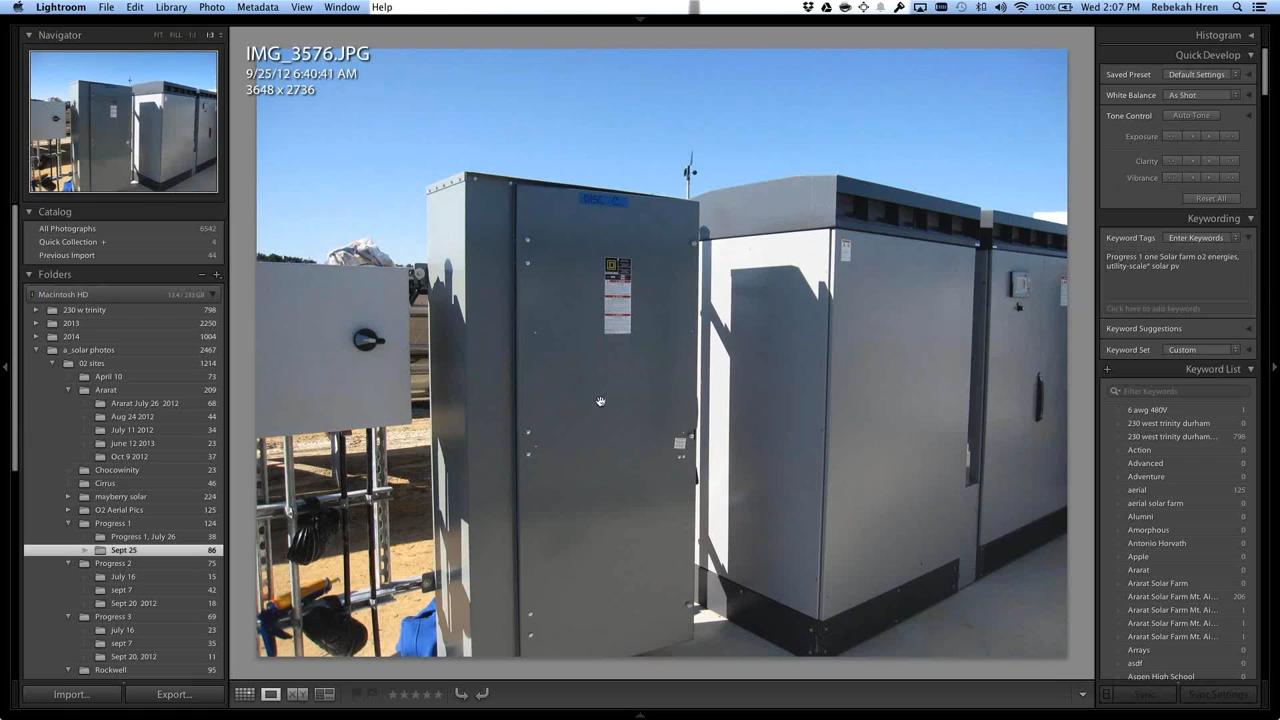 Lightroom File Edit Library Photo Metadata View Window Help 100% Wed 2:07 PM Rebekah Hren
Navigator FIT FILL 1:1 1:3
Catalog
All Photographs 6542
Quick Collection + 4
Previous Import 44
Folders
Macintosh HD 13.4 / 233 GB
230 w trinity 798
2013 2250
2014 1004
a_solar photos 2467
02 sites 1214
April 10 73
Ararat 209
Ararat July 26 2012 68
Aug 24 2012 44
July 11 2012 34
june 12 2013 23
Oct 9 2012 37
Chocowinity 23
Cirrus 46
mayberry solar 224
O2 Aerial Pics 125
Progress 1 124
Progress 1, July 26 38
Sept 25 86
Progress 2 75
July 16 15
sept 7 42
Sept 20 2012 18
Progress 3 69
july 16 23
sept 7 35
Sept 20, 2012 11
Rockwell 95
Import... Export...
IMG_3576.JPG
9/25/12 6:40:41 AM
3648 x 2736
DISC C
XY
Histogram
Quick Develop
Saved Preset Default Settings
White Balance As Shot
Tone Control Auto Tone
Exposure
Clarity
Vibrance
Reset All
Keywording
Keyword Tags Enter Keywords
Progress 1 one Solar farm o2 energies,
utility-scale* solar pv
Click here to add keywords
Keyword Suggestions
Keyword Set Custom
Keyword List
Filter Keywords
6 awg 480V 1
230 west trinity durham 0
230 west trinity durham... 798
Action 0
Advanced 0
Adventure 0
aerial 125
aerial solar farm 0
Alumni 0
Amorphous 0
Antonio Horvath 0
Apple 0
Ararat 0
Ararat Solar Farm 0
Ararat Solar Farm Mt. Ai... 206
Ararat Solar Farm Mt. Ai... 1
Ararat Solar Farm Mt. Ai... 1
Ararat Solar Farm Mt. Ai... 1
Arrays 1
asdf 0
Aspen High School 0
Sync Sync Settings